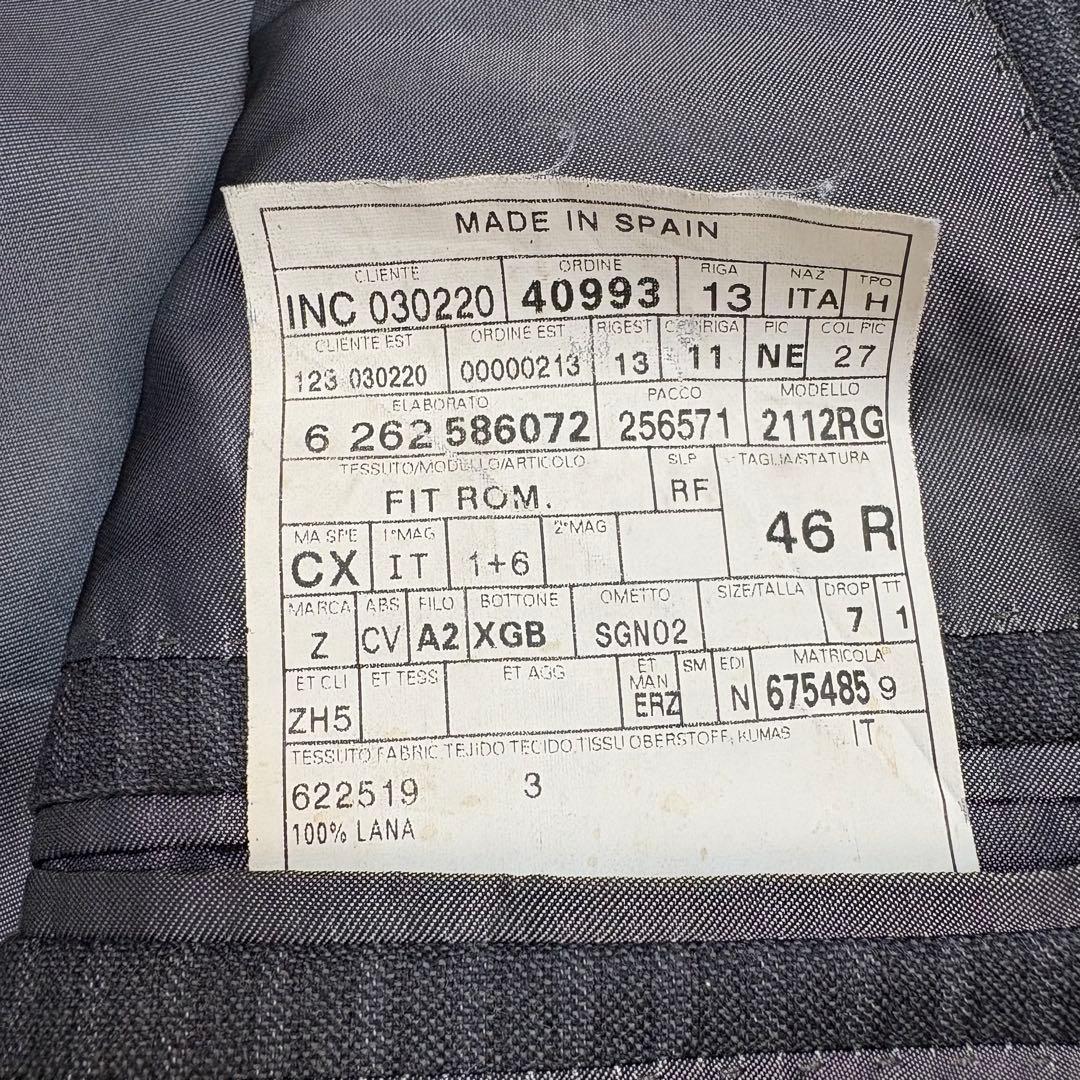 MADE IN SPAIN
CLIENTE ORDINE RIGA NAZ TPO
INC 030220 40993 13 ITA H
CLIENTE EST ORDINE EST RIGEST RIGA PIC COL PIC
123 030220 00000213 13 11 NE 27
ELABORATO PACCO MODELLO
6 262 586072 256571 2112RG
TESSUTO/MODELLO/ARTICOLO SLP TAGLIA/STATURA
FIT ROM. RF 46 R
MA SPE 1°MAG 2°MAG
CX IT 1+6
MARCA ABS FILO BOTTONE OMETTO SIZE/TALLA DROP TT
Z CV A2 XGB SGN02 7 1
ET CLI ET TESS ET AGG ET MAN SM EDI MATRICOLA
ZH5 ERZ N 675485 9
TESSUTO, FABRIC, TEJIDO, TECIDO, TISSU, OBERSTOFF, KUMAS IT
622519 3
100% LANA